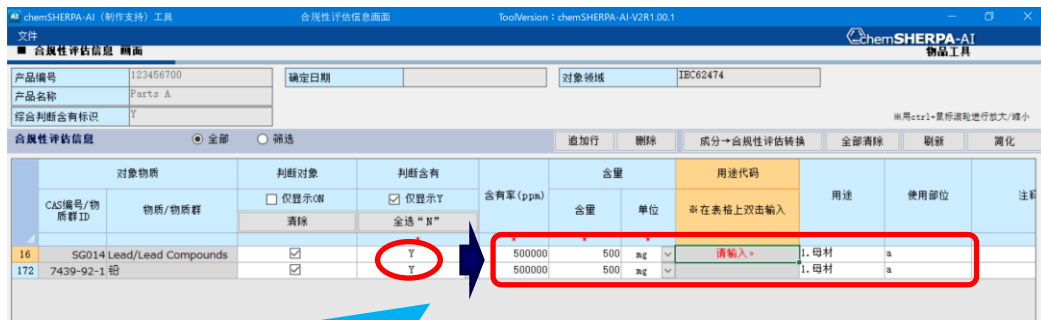 chemSHERPA-AI（制作支持）工具 合规性评估信息画面 ToolVersion：chemSHERPA-AI-V2R1.00.1
文件 chemSHERPA-AI
■ 合规性评估信息 画面 物品工具
产品编号 123456700 确定日期 对象领域 IEC62474
产品名称 Parts A
综合判断含有标识 Y ※用ctrl+鼠标滚轮进行放大/缩小
合规性评估信息 全部 筛选 追加行 删除 成分→合规性评估转换 全部清除 刷新 简化
对象物质 判断对象 判断含有 含有率(ppm) 含量 用途代码 用途 使用部位
CAS编号/物质群ID 物质/物质群 仅显示ON 仅显示Y 含量 单位 ※在表格上双击输入
清除 全选“N”
* * * *
16 SG014 Lead/Lead Compounds Y 500000 500 mg 请输入。 1.母材 a
172 7439-92-1 铅 Y 500000 500 mg 1.母材 a